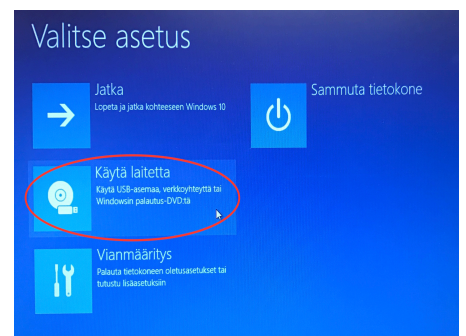 Valitse asetus
Jatka
Lopeta ja jatka kohteeseen Windows 10
Sammuta tietokone
Käytä laitetta
Käytä USB-asemaa, verkkoyhteyttä tai
Windowsin palautus-DVD:tä
Vianmääritys
Palauta tietokoneen oletusasetukset tai
tutustu lisäasetuksiin